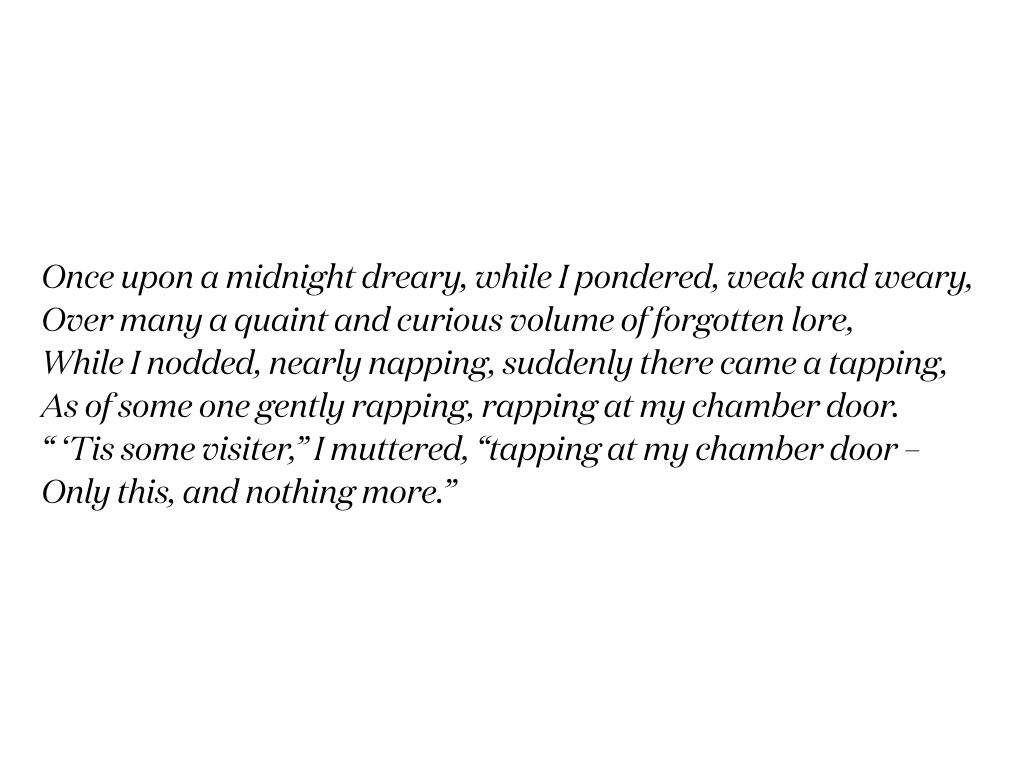 Once upon a midnight dreary, while I pondered, weak and weary,
Over many a quaint and curious volume of forgotten lore,
While I nodded, nearly napping, suddenly there came a tapping,
As of some one gently rapping, rapping at my chamber door.
“ ‘Tis some visiter,” I muttered, “tapping at my chamber door –
Only this, and nothing more.”